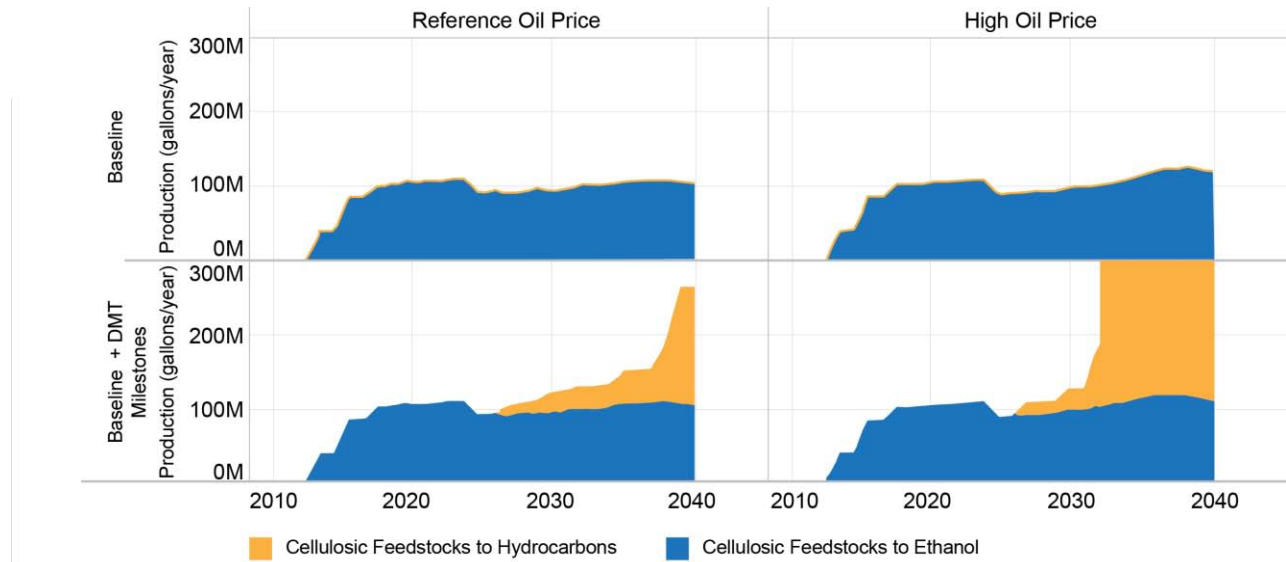 Reference Oil Price
High Oil Price
Baseline
Production (gallons/year)
300M
200M
100M
0M
Baseline + DMT
Milestones
Production (gallons/year)
300M
200M
100M
0M
2010
2020
2030
2040
2010
2020
2030
2040
Cellulosic Feedstocks to Hydrocarbons
Cellulosic Feedstocks to Ethanol